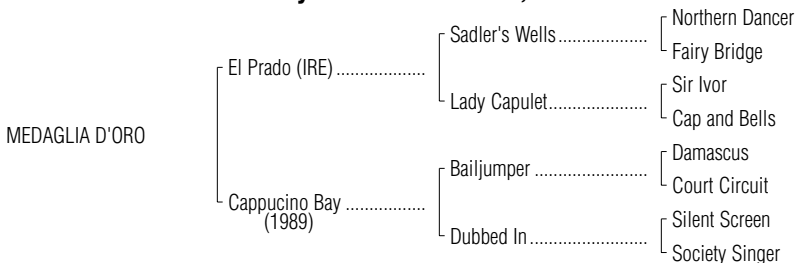 Northern Dancer
Sadler's Wells....................
Fairy Bridge
El Prado (IRE) ...................
Sir Ivor
Lady Capulet.....................
Cap and Bells
MEDAGLIA D'ORO
Damascus
Bailjumper ........................
Court Circuit
Cappucino Bay .................
(1989)
Silent Screen
Dubbed In.........................
Society Singer